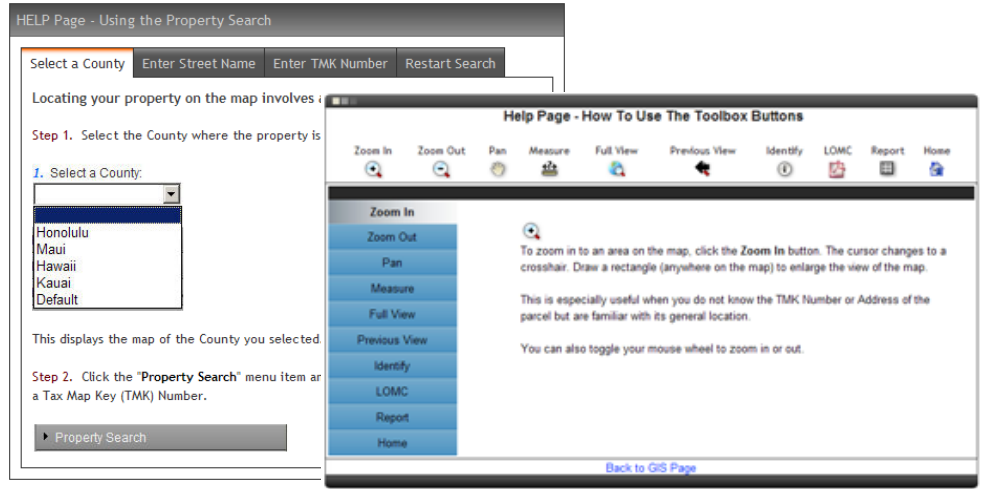 HELP Page - Using the Property Search
Select a County
Enter Street Name
Enter TMK Number
Restart Search
Locating your property on the map involves
Step 1. Select the County where the property is
1. Select a County:
Honolulu
Maui
Hawaii
Kauai
Default
This displays the map of the County you selected.
Step 2. Click the "Property Search" menu item
a Tax Map Key (TMK) Number.
Property Search
Help Page - How To Use The Toolbox Buttons
Zoom In
Zoom Out
Pan
Measure
Full View
Previous View
Identify
LOMC
Report
Home
Zoom In
Zoom Out
Pan
Measure
Full View
Previous View
Identify
LOMC
Report
Home
To zoom in to an area on the map, click the Zoom In button. The cursor changes to a
crosshair. Draw a rectangle (anywhere on the map) to enlarge the view of the map.
This is especially useful when you do not know the TMK Number or Address of the
parcel but are familiar with its general location.
You can also toggle your mouse wheel to zoom in or out.
Back to GIS Page